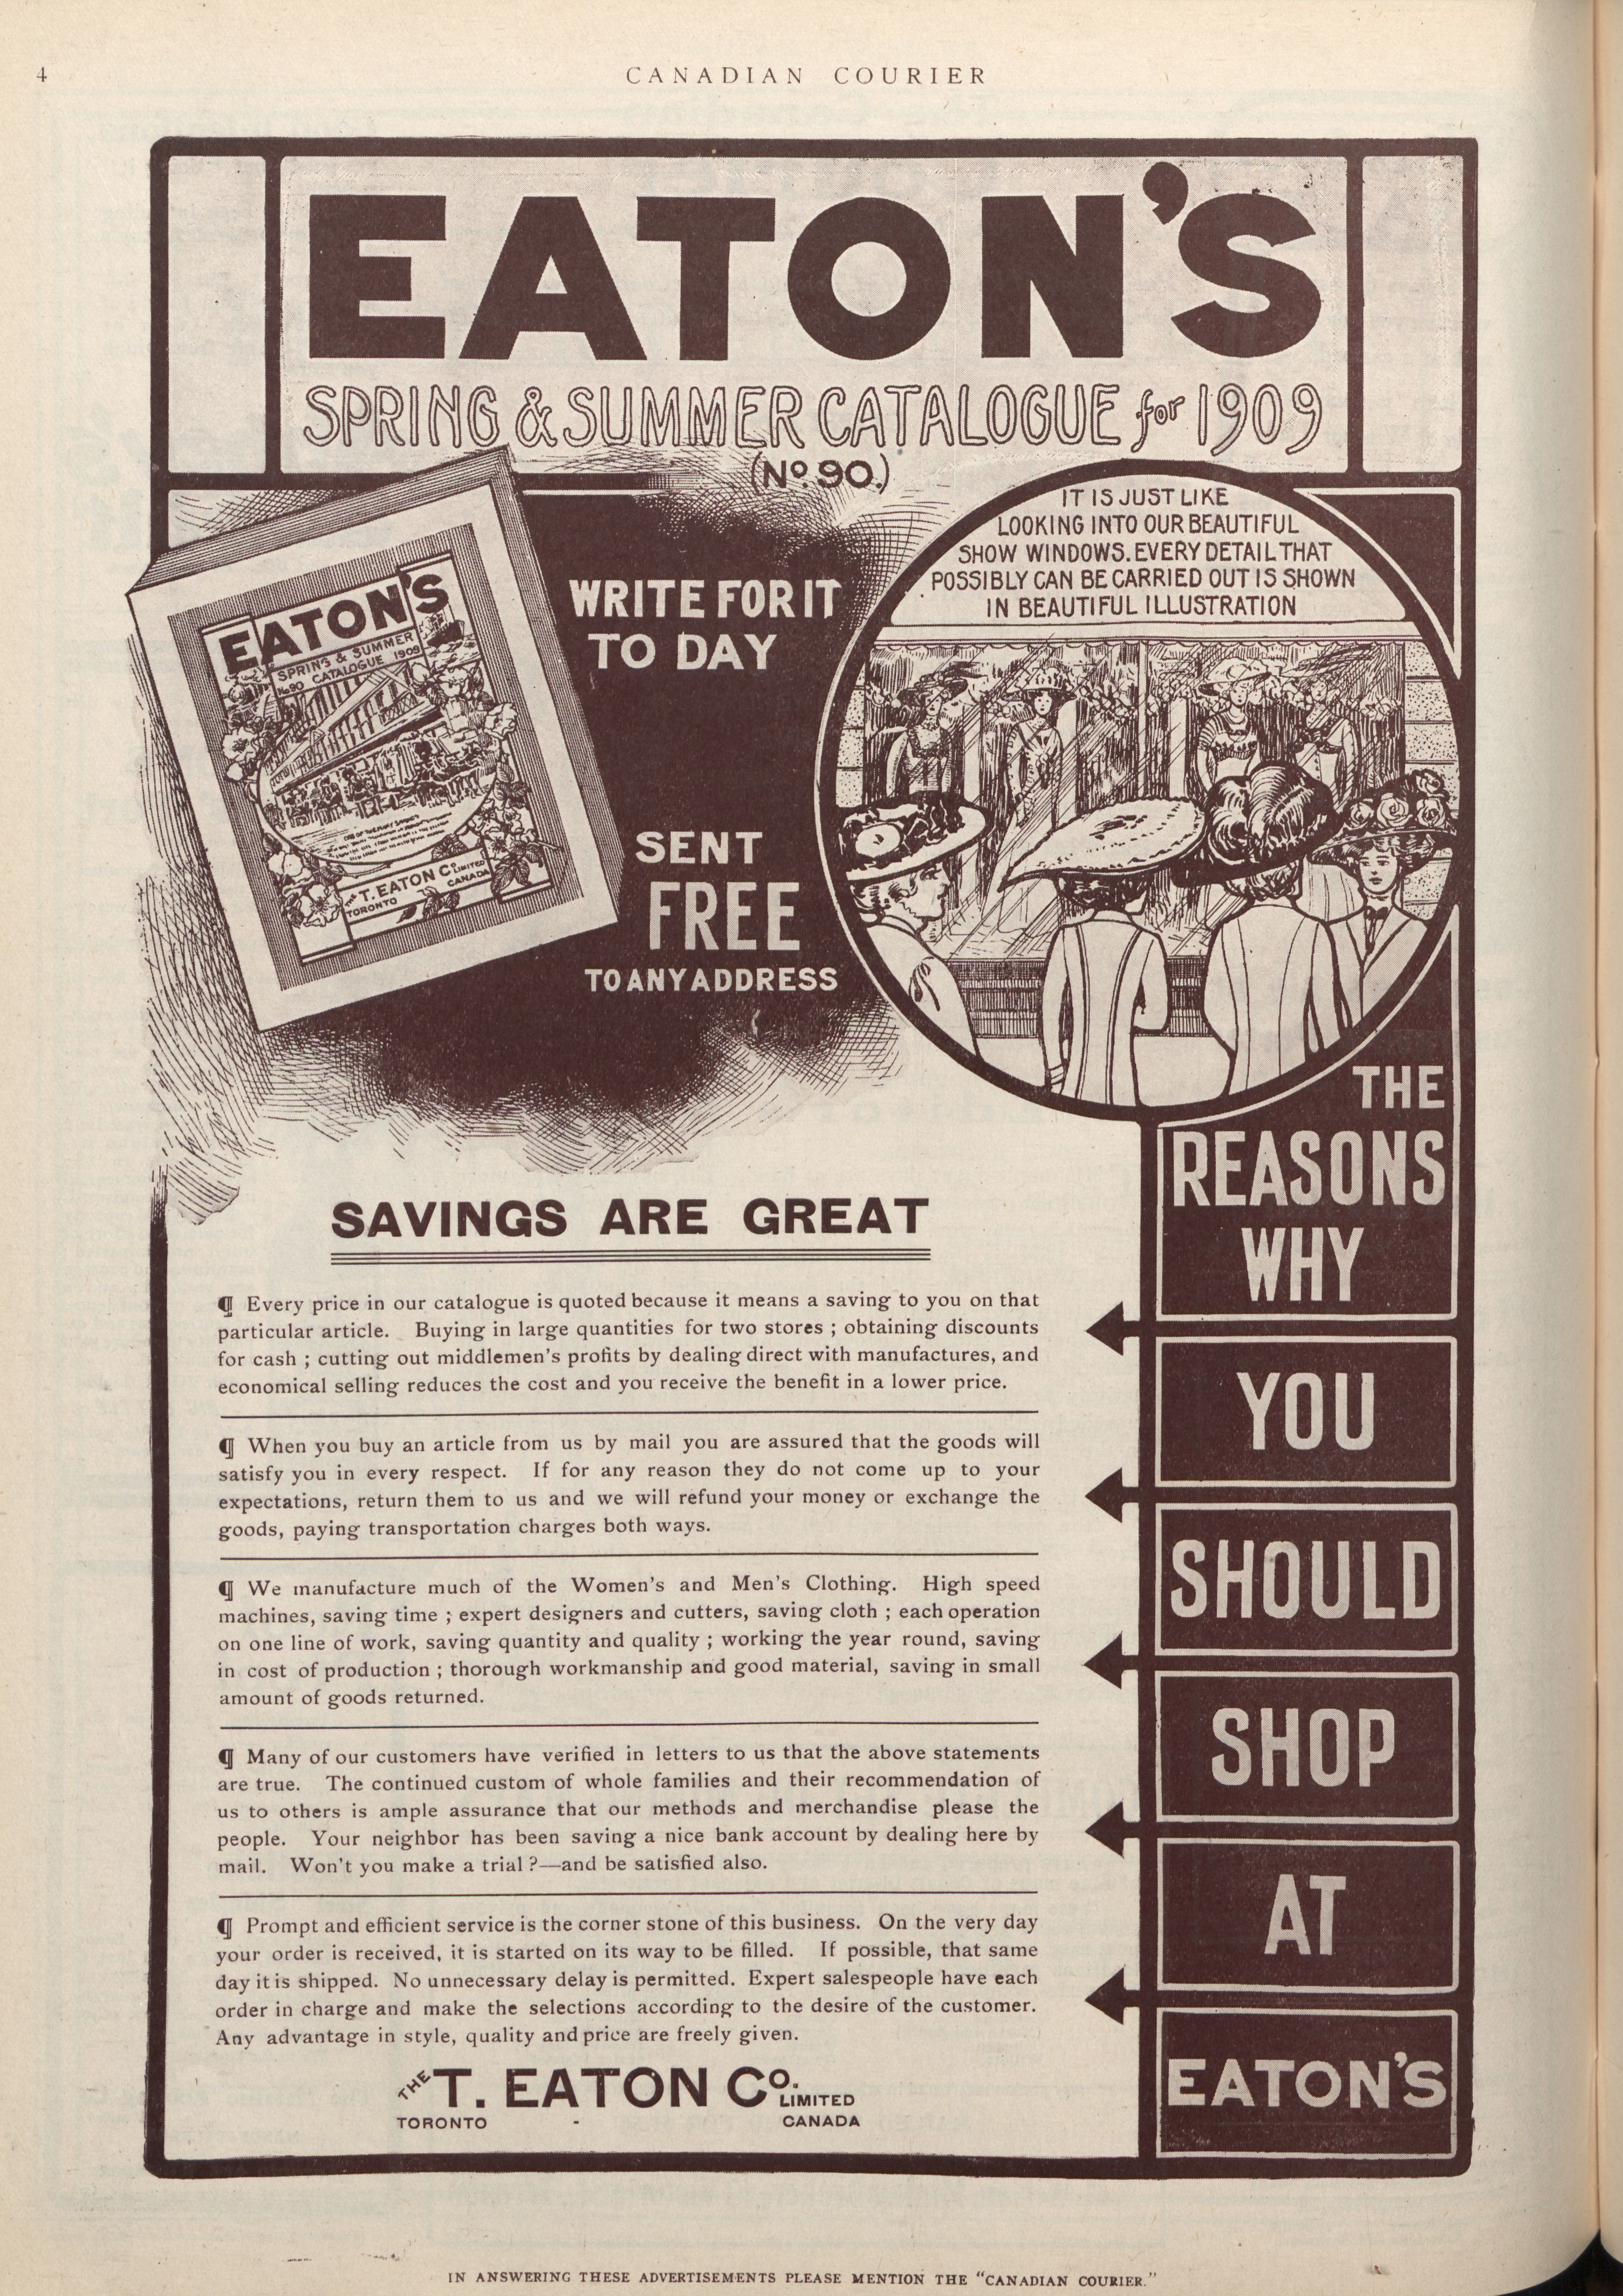 4
CANADIAN COURIER
EATON'S
SPRING & SUMMER CATALOGUE for 1909
(No. 90.)
IT IS JUST LIKE
LOOKING INTO OUR BEAUTIFUL
SHOW WINDOWS. EVERY DETAIL THAT
POSSIBLY CAN BE CARRIED OUT IS SHOWN
IN BEAUTIFUL ILLUSTRATION
EATON'S
SPRING & SUMMER
No 90 CATALOGUE 1909
THE T. EATON Co. LIMITED
TORONTO CANADA
WRITE FOR IT
TO DAY
SENT
FREE
TO ANY ADDRESS
THE
REASONS
WHY
YOU
SHOULD
SHOP
AT
EATON'S
SAVINGS ARE GREAT
¶ Every price in our catalogue is quoted because it means a saving to you on that
particular article. Buying in large quantities for two stores ; obtaining discounts
for cash ; cutting out middlemen's profits by dealing direct with manufactures, and
economical selling reduces the cost and you receive the benefit in a lower price.
¶ When you buy an article from us by mail you are assured that the goods will
satisfy you in every respect. If for any reason they do not come up to your
expectations, return them to us and we will refund your money or exchange the
goods, paying transportation charges both ways.
¶ We manufacture much of the Women's and Men's Clothing. High speed
machines, saving time ; expert designers and cutters, saving cloth ; each operation
on one line of work, saving quantity and quality ; working the year round, saving
in cost of production ; thorough workmanship and good material, saving in small
amount of goods returned.
¶ Many of our customers have verified in letters to us that the above statements
are true. The continued custom of whole families and their recommendation of
us to others is ample assurance that our methods and merchandise please the
people. Your neighbor has been saving a nice bank account by dealing here by
mail. Won't you make a trial ?—and be satisfied also.
¶ Prompt and efficient service is the corner stone of this business. On the very day
your order is received, it is started on its way to be filled. If possible, that same
day it is shipped. No unnecessary delay is permitted. Expert salespeople have each
order in charge and make the selections according to the desire of the customer.
Any advantage in style, quality and price are freely given.
THE T. EATON Co. LIMITED
TORONTO - CANADA
IN ANSWERING THESE ADVERTISEMENTS PLEASE MENTION THE "CANADIAN COURIER."